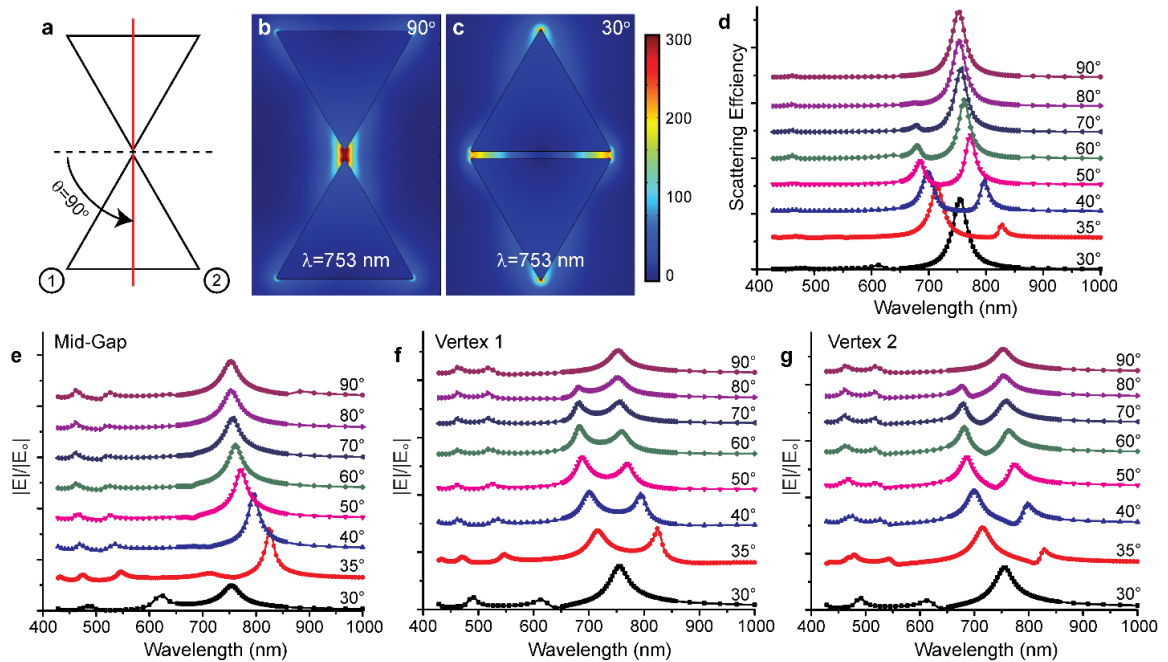 a
θ=90°
1
2
b
90°
λ=753 nm
c
30°
λ=753 nm
300
200
100
0
d
Scattering Effciency
90°
80°
70°
60°
50°
40°
35°
30°
400 500 600 700 800 900 1000
Wavelength (nm)
e Mid-Gap
|E|/|Eₒ|
90°
80°
70°
60°
50°
40°
35°
30°
400 500 600 700 800 900 1000
Wavelength (nm)
f Vertex 1
|E|/|Eₒ|
90°
80°
70°
60°
50°
40°
35°
30°
400 500 600 700 800 900 1000
Wavelength (nm)
g Vertex 2
|E|/|Eₒ|
90°
80°
70°
60°
50°
40°
35°
30°
400 500 600 700 800 900 1000
Wavelength (nm)